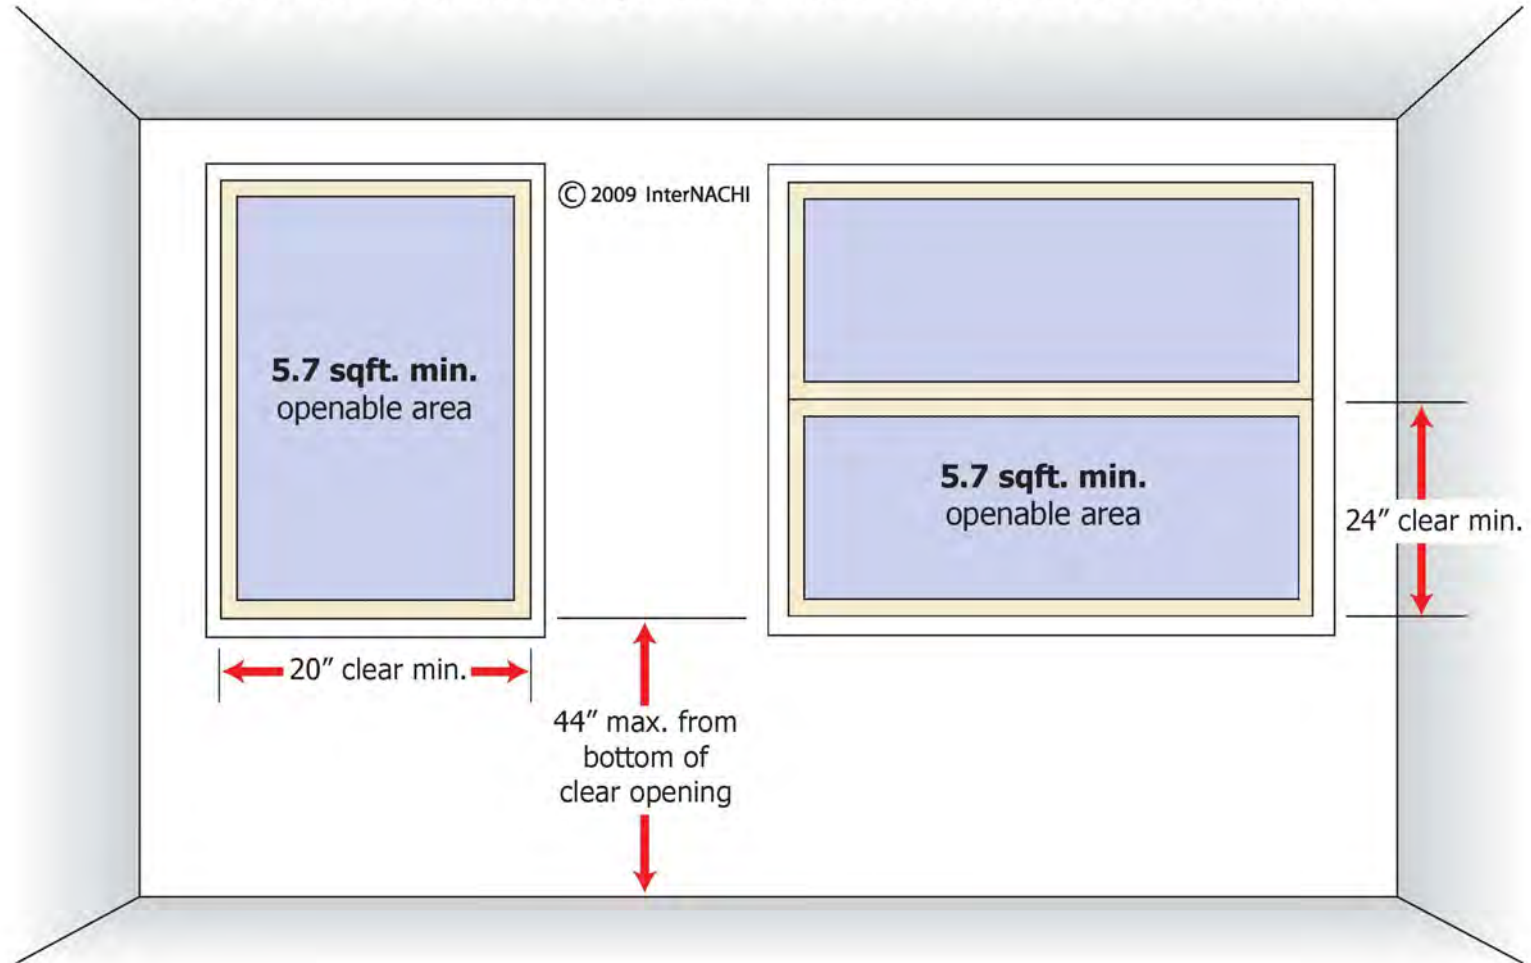 © 2009 InterNACHI
5.7 sqft. min.
openable area
5.7 sqft. min.
openable area
24” clear min.
20” clear min.
44” max. from
bottom of
clear opening